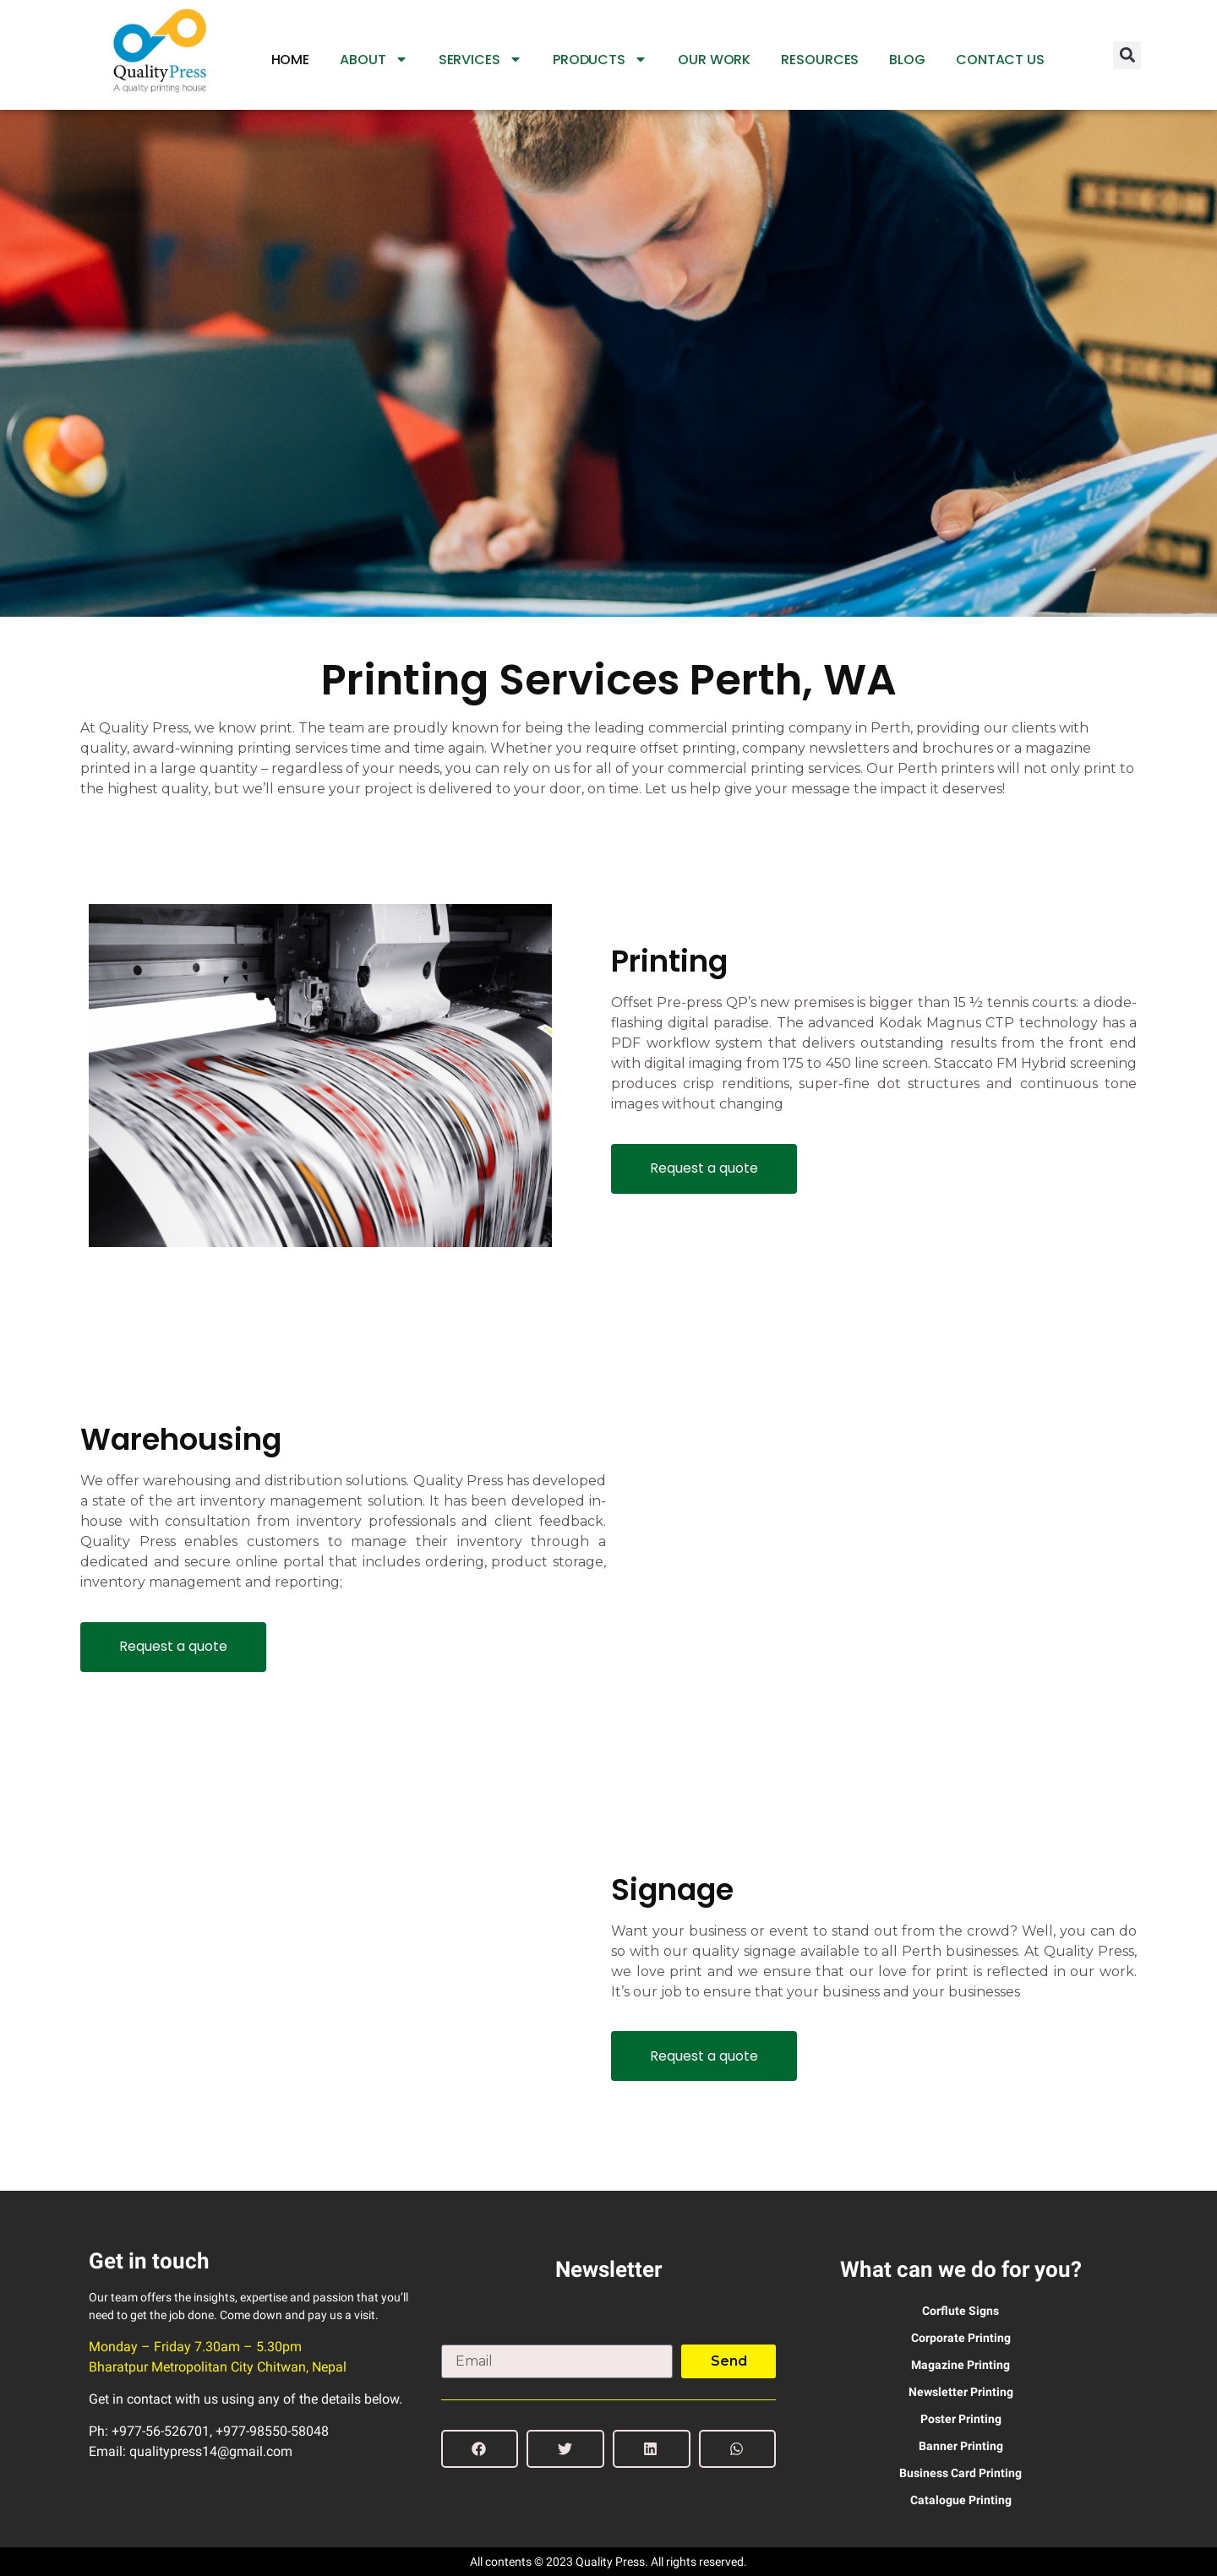 QualityPress
A quality printing house
HOME
ABOUT
SERVICES
PRODUCTS
OUR WORK
RESOURCES
BLOG
CONTACT US
Printing Services Perth, WA
At Quality Press, we know print. The team are proudly known for being the leading commercial printing company in Perth, providing our clients with
quality, award-winning printing services time and time again. Whether you require offset printing, company newsletters and brochures or a magazine
printed in a large quantity – regardless of your needs, you can rely on us for all of your commercial printing services. Our Perth printers will not only print to
the highest quality, but we’ll ensure your project is delivered to your door, on time. Let us help give your message the impact it deserves!
Printing
Offset Pre-press QP’s new premises is bigger than 15 ½ tennis courts: a diode-
flashing digital paradise. The advanced Kodak Magnus CTP technology has a
PDF workflow system that delivers outstanding results from the front end
with digital imaging from 175 to 450 line screen. Staccato FM Hybrid screening
produces crisp renditions, super-fine dot structures and continuous tone
images without changing
Request a quote
Warehousing
We offer warehousing and distribution solutions. Quality Press has developed
a state of the art inventory management solution. It has been developed in-
house with consultation from inventory professionals and client feedback.
Quality Press enables customers to manage their inventory through a
dedicated and secure online portal that includes ordering, product storage,
inventory management and reporting;
Request a quote
Signage
Want your business or event to stand out from the crowd? Well, you can do
so with our quality signage available to all Perth businesses. At Quality Press,
we love print and we ensure that our love for print is reflected in our work.
It’s our job to ensure that your business and your businesses
Request a quote
Get in touch
Our team offers the insights, expertise and passion that you’ll
need to get the job done. Come down and pay us a visit.
Monday – Friday 7.30am – 5.30pm
Bharatpur Metropolitan City Chitwan, Nepal
Get in contact with us using any of the details below.
Ph: +977-56-526701, +977-98550-58048
Email: qualitypress14@gmail.com
Newsletter
Email
Send
What can we do for you?
Corflute Signs
Corporate Printing
Magazine Printing
Newsletter Printing
Poster Printing
Banner Printing
Business Card Printing
Catalogue Printing
All contents © 2023 Quality Press. All rights reserved.